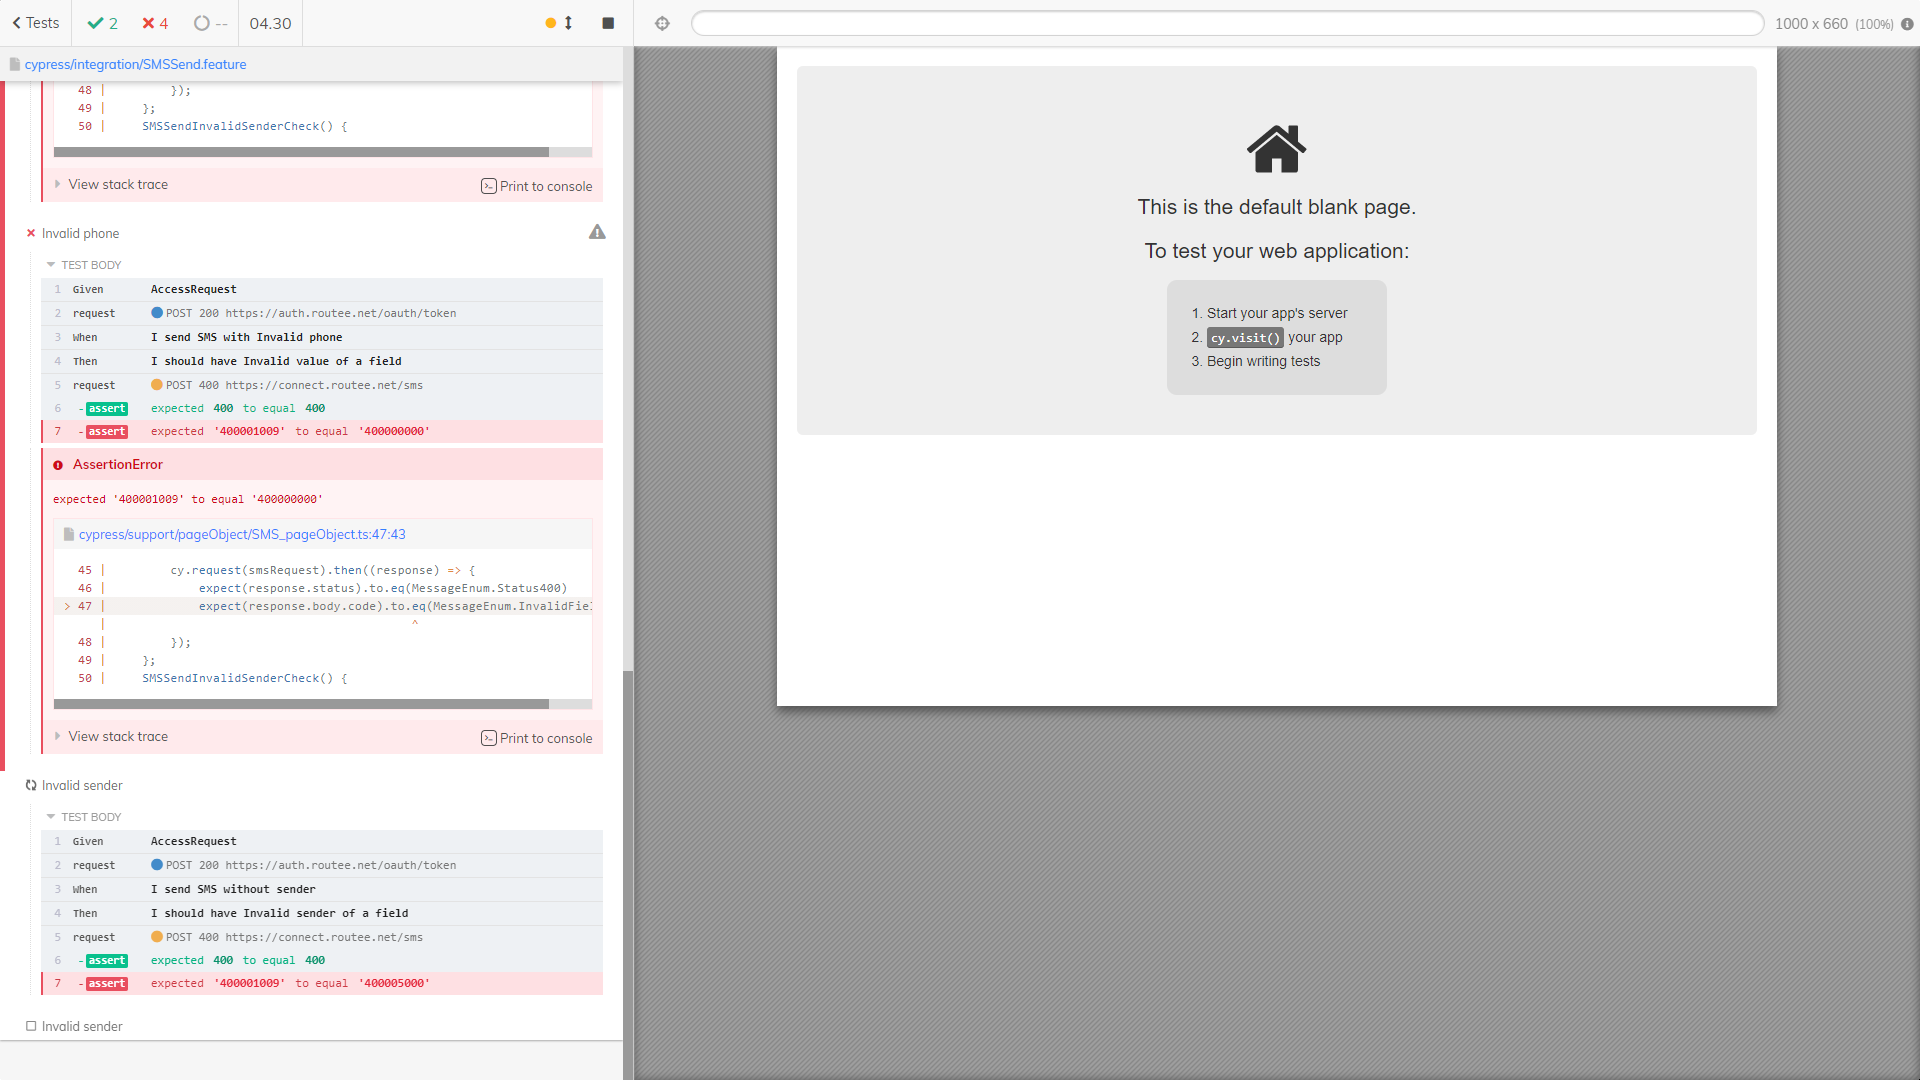 Tests 2 4 -- 04.30 1000 x 660 (100%)
cypress/integration/SMSSend.feature
48 | });
49 | };
50 | SMSSendInvalidSenderCheck() {
View stack trace Print to console
Invalid phone
TEST BODY
1 Given AccessRequest
2 request POST 200 https://auth.routee.net/oauth/token
3 When I send SMS with Invalid phone
4 Then I should have Invalid value of a field
5 request POST 400 https://connect.routee.net/sms
6 -assert expected 400 to equal 400
7 -assert expected '400001009' to equal '400000000'
AssertionError
expected '400001009' to equal '400000000'
cypress/support/pageObject/SMS_pageObject.ts:47:43
45 | cy.request(smsRequest).then((response) => {
46 | expect(response.status).to.eq(MessageEnum.Status400)
> 47 | expect(response.body.code).to.eq(MessageEnum.InvalidFie
| ^
48 | });
49 | };
50 | SMSSendInvalidSenderCheck() {
View stack trace Print to console
Invalid sender
TEST BODY
1 Given AccessRequest
2 request POST 200 https://auth.routee.net/oauth/token
3 When I send SMS without sender
4 Then I should have Invalid sender of a field
5 request POST 400 https://connect.routee.net/sms
6 -assert expected 400 to equal 400
7 -assert expected '400001009' to equal '400005000'
Invalid sender
This is the default blank page.
To test your web application:
1. Start your app's server
2. cy.visit() your app
3. Begin writing tests